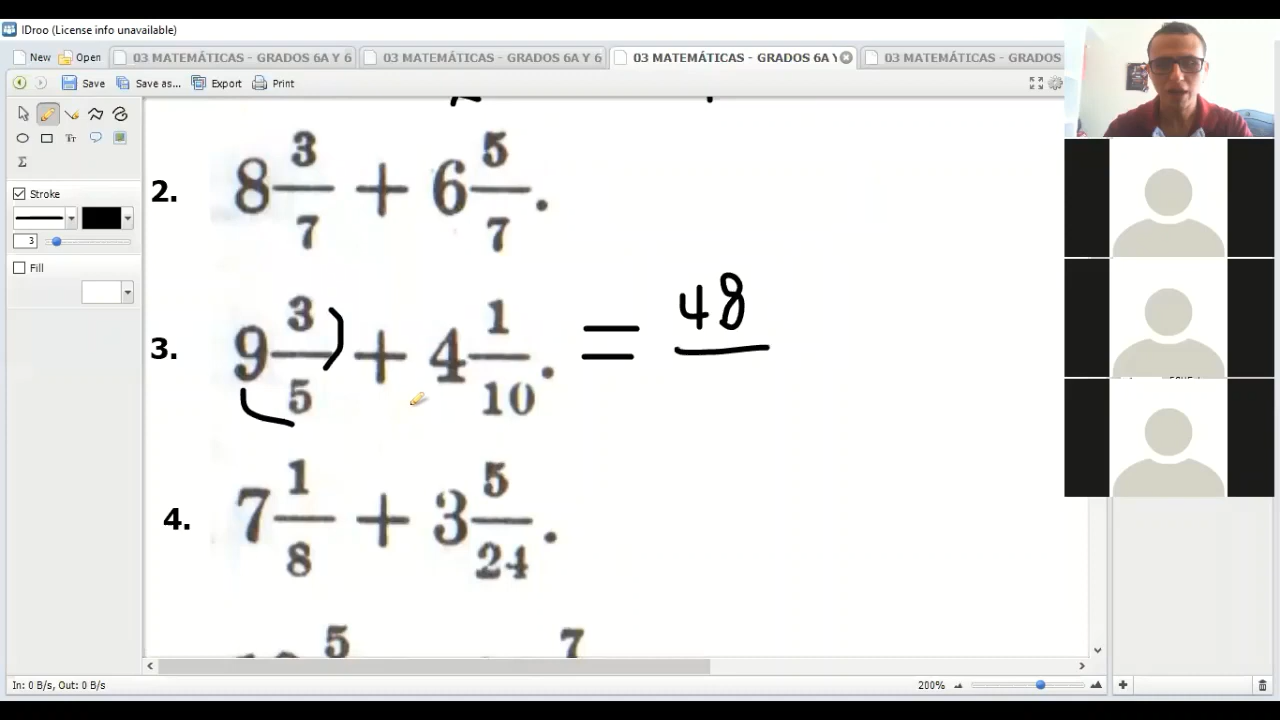 IDroo (License info unavailable)
New Open 03 MATEMÁTICAS - GRADOS 6A Y 6 03 MATEMÁTICAS - GRADOS 6A Y 6 03 MATEMÁTICAS - GRADOS 6A Y 03 MATEMÁTICAS - GRADOS
Save Save as... Export Print
Tr
Σ
Stroke
3
Fill
2. 8 3/7 + 6 5/7.
3. 9 3/5 ) + 4 1/10. = 48
4. 7 1/8 + 3 5/24.
5 7
In: 0 B/s, Out: 0 B/s 200%